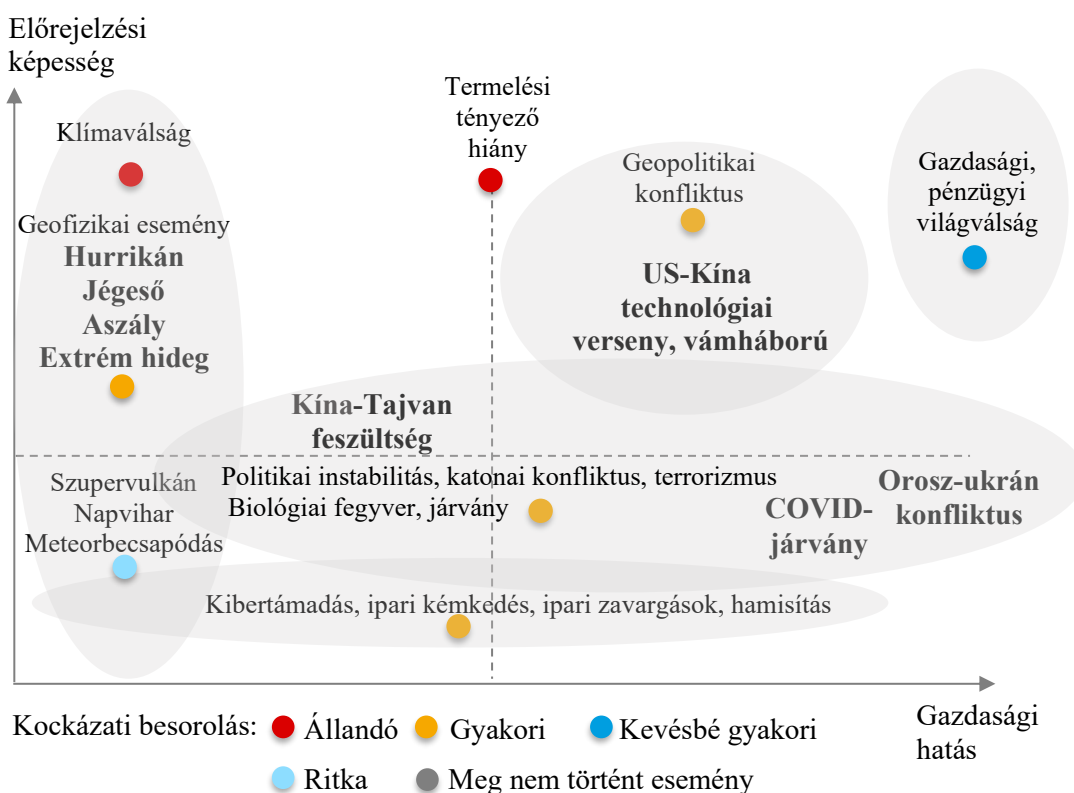 Előrejelzési
képesség
Klímaválság
Geofizikai esemény
Hurrikán
Jégeső
Aszály
Extrém hideg
Termelési
tényező
hiány
Geopolitikai
konfliktus
US-Kína
technológiai
verseny, vámháború
Gazdasági,
pénzügyi
világválság
Kína-Tajvan
feszültség
Szupervulkán
Napvihar
Meteorbecsapódás
Politikai instabilitás, katonai konfliktus, terrorizmus
Biológiai fegyver, járvány
COVID-
járvány
Orosz-ukrán
konfliktus
Kibertámadás, ipari kémkedés, ipari zavargások, hamisítás
Gazdasági
hatás
Kockázati besorolás:
Állandó
Gyakori
Kevésbé gyakori
Ritka
Meg nem történt esemény